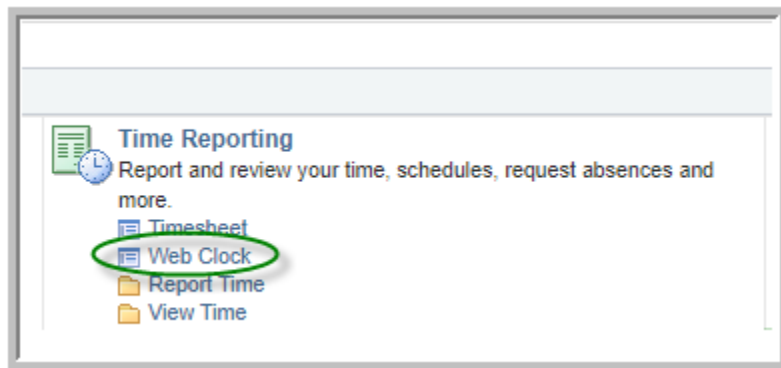 Time Reporting
Report and review your time, schedules, request absences and
more.
Timesheet
Web Clock
Report Time
View Time